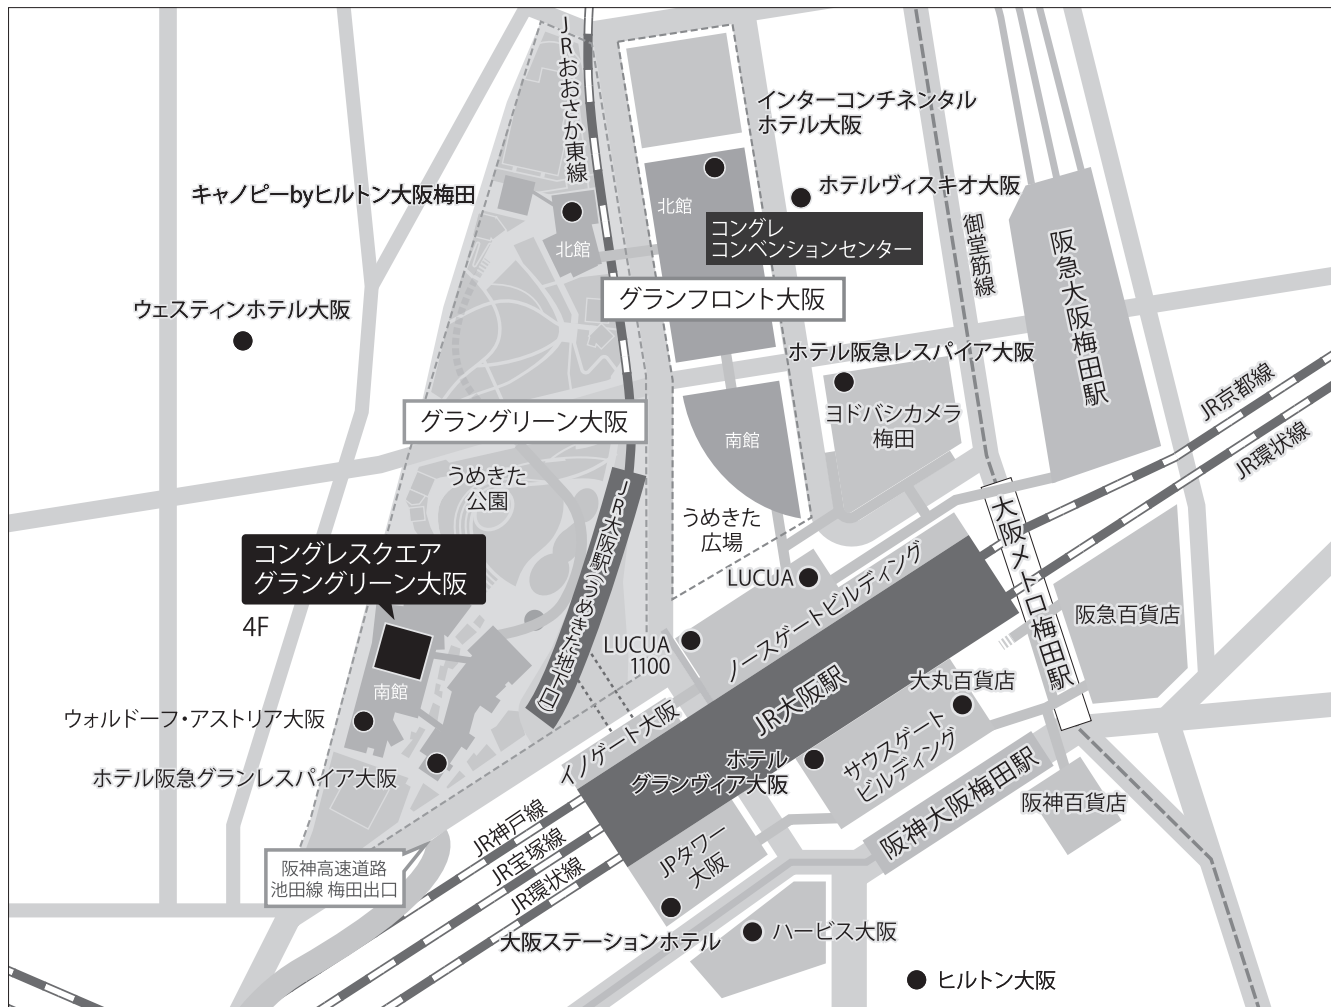 JRおおさか東線
インターコンチネンタル
ホテル大阪
キャノピーbyヒルトン大阪梅田
北館
北館
ホテルヴィスキオ大阪
コングレ
コンベンションセンター
御堂筋線
阪急大阪梅田駅
グランフロント大阪
ウェスティンホテル大阪
ホテル阪急レスパイア大阪
ヨドバシカメラ
梅田
JR京都線
JR環状線
グラングリーン大阪
南館
うめきた
公園
JR大阪駅(うめきた地下口)
うめきた
広場
大阪メトロ梅田駅
コングレスクエア
グラングリーン大阪
4F
LUCUA
ノースゲートビルディング
阪急百貨店
LUCUA
1100
南館
ウォルドーフ・アストリア大阪
ホテル阪急グランレスパイア大阪
イノゲート大阪
JR大阪駅
大丸百貨店
ホテル
グランヴィア大阪
サウスゲート
ビルディング
阪神大阪梅田駅
阪神百貨店
JR神戸線
JR宝塚線
JR環状線
JPタワー
大阪
阪神高速道路
池田線 梅田出口
大阪ステーションホテル
ハービス大阪
ヒルトン大阪